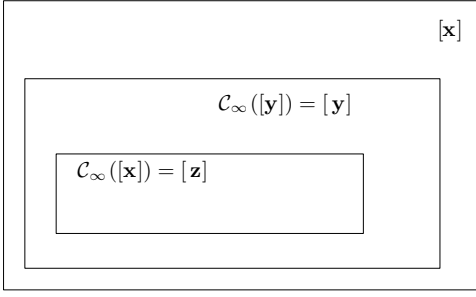 [x]
𝒞∞([y]) = [y]
𝒞∞([x]) = [z]